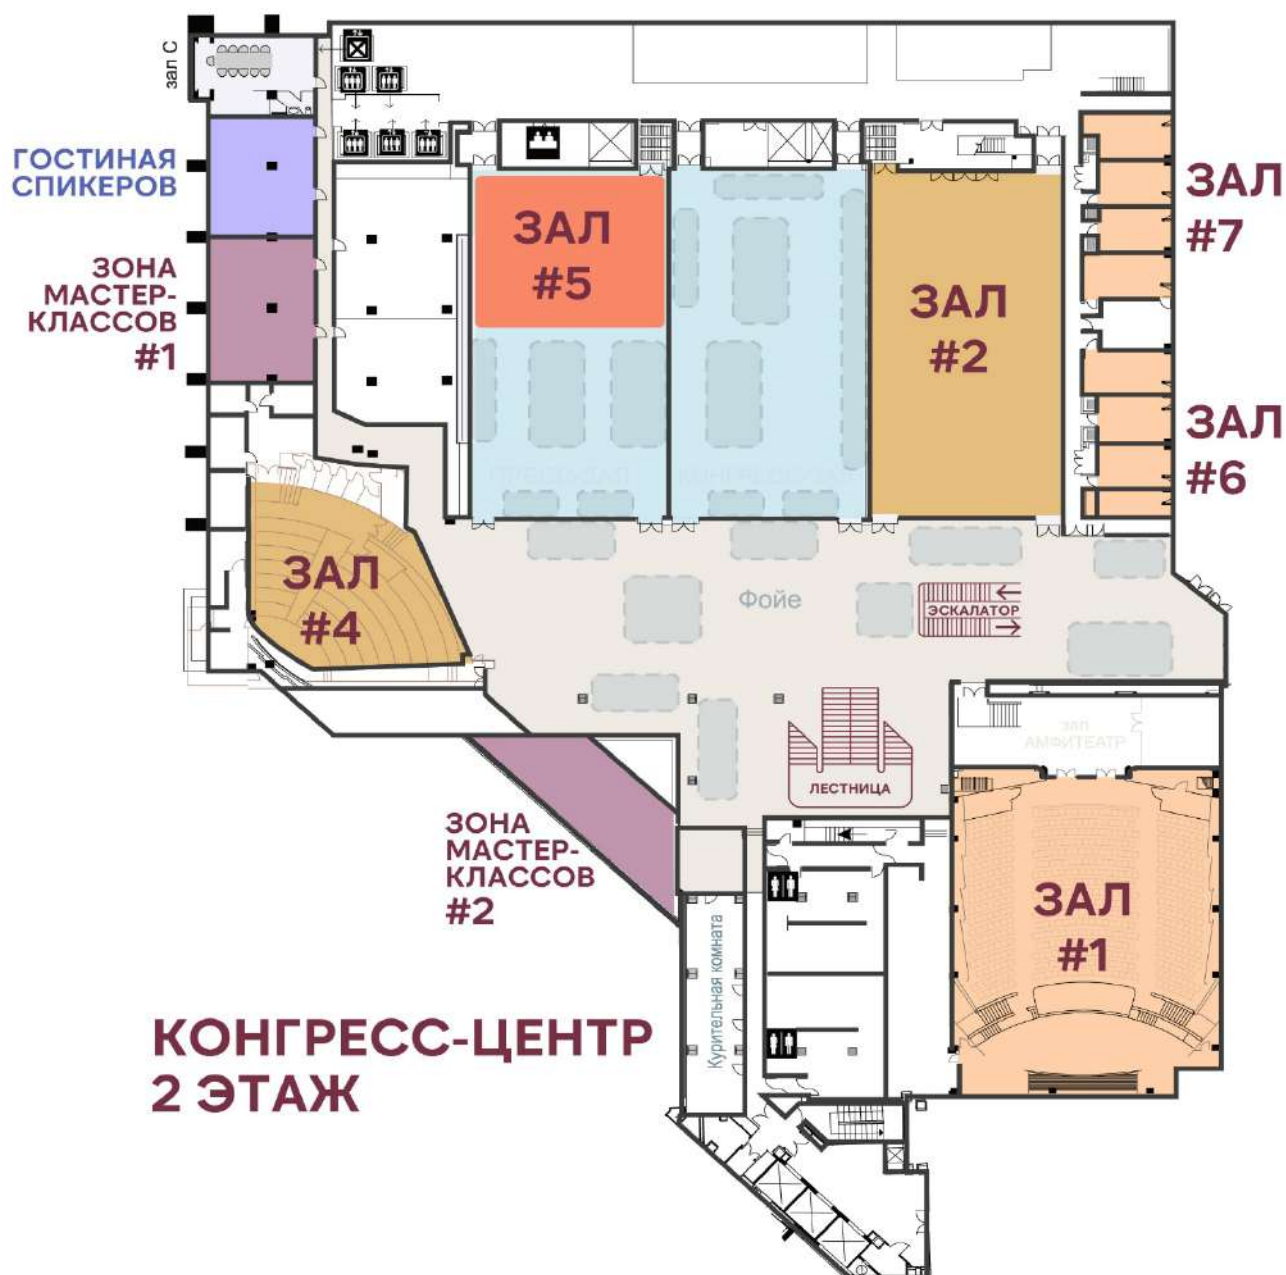 зал С
ГОСТИНАЯ
СПИКЕРОВ
ЗОНА
МАСТЕР-
КЛАССОВ
#1
ЗАЛ
#5
ЗАЛ
#2
ЗАЛ
#7
ЗАЛ
#6
ЗАЛ
#4
Фойе
ЭСКАЛАТОР
ЛЕСТНИЦА
зал
АМФИТЕАТР
ЗОНА
МАСТЕР-
КЛАССОВ
#2
ЗАЛ
#1
Курительная комната
КОНГРЕСС-ЦЕНТР
2 ЭТАЖ